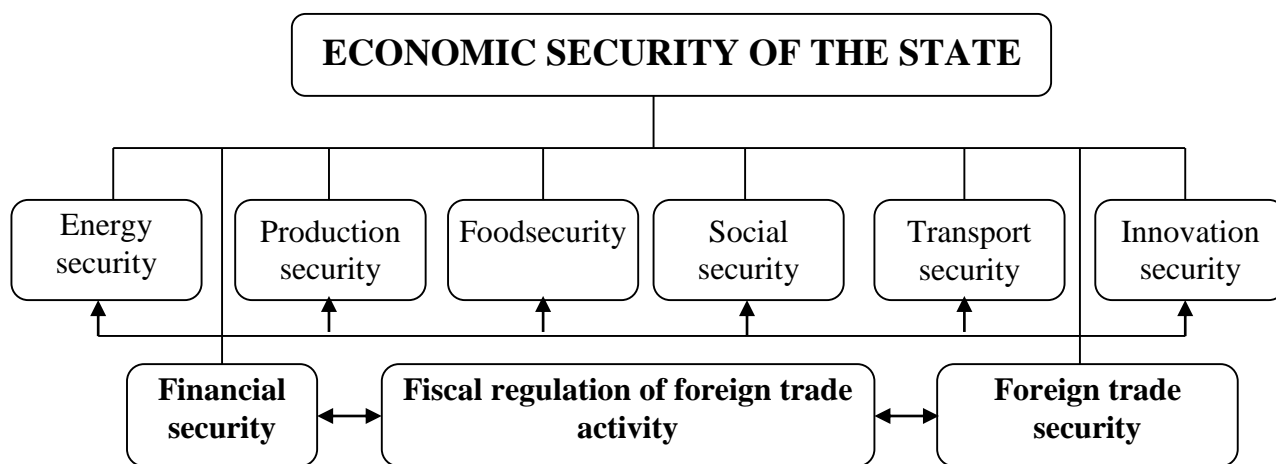 ECONOMIC SECURITY OF THE STATE
Energy
security
Production
security
Foodsecurity
Social
security
Transport
security
Innovation
security
Financial
security
Fiscal regulation of foreign trade
activity
Foreign trade
security